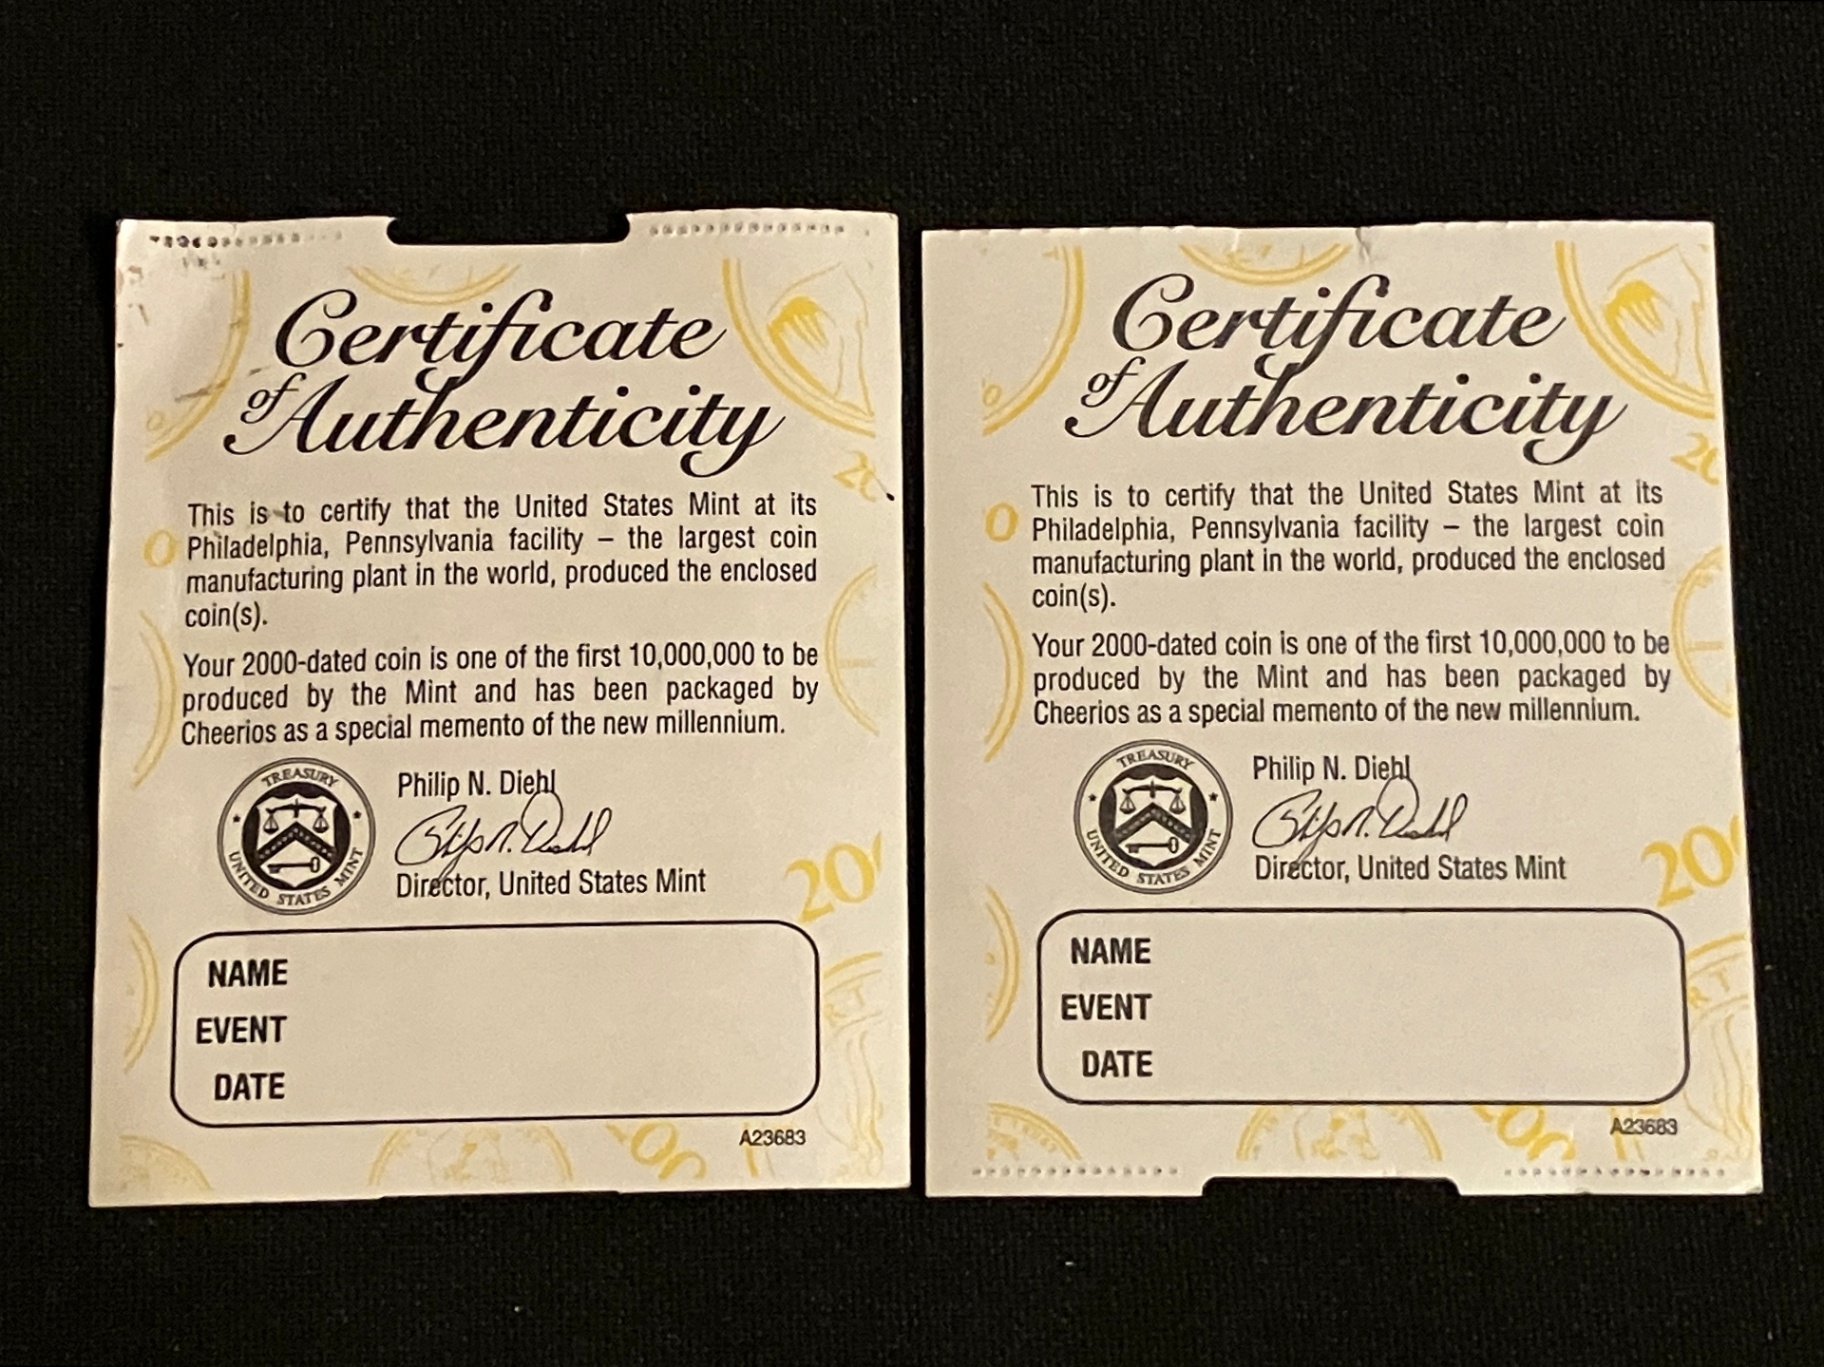 Certificate
of Authenticity
This is to certify that the United States Mint at its
Philadelphia, Pennsylvania facility – the largest coin
manufacturing plant in the world, produced the enclosed
coin(s).
Your 2000-dated coin is one of the first 10,000,000 to be
produced by the Mint and has been packaged by
Cheerios as a special memento of the new millennium.
TREASURY
UNITED STATES MINT
Philip N. Diehl
Philip N. Diehl
Director, United States Mint
NAME
EVENT
DATE
A23683
Certificate
of Authenticity
This is to certify that the United States Mint at its
Philadelphia, Pennsylvania facility – the largest coin
manufacturing plant in the world, produced the enclosed
coin(s).
Your 2000-dated coin is one of the first 10,000,000 to be
produced by the Mint and has been packaged by
Cheerios as a special memento of the new millennium.
TREASURY
UNITED STATES MINT
Philip N. Diehl
Philip N. Diehl
Director, United States Mint
NAME
EVENT
DATE
A23683